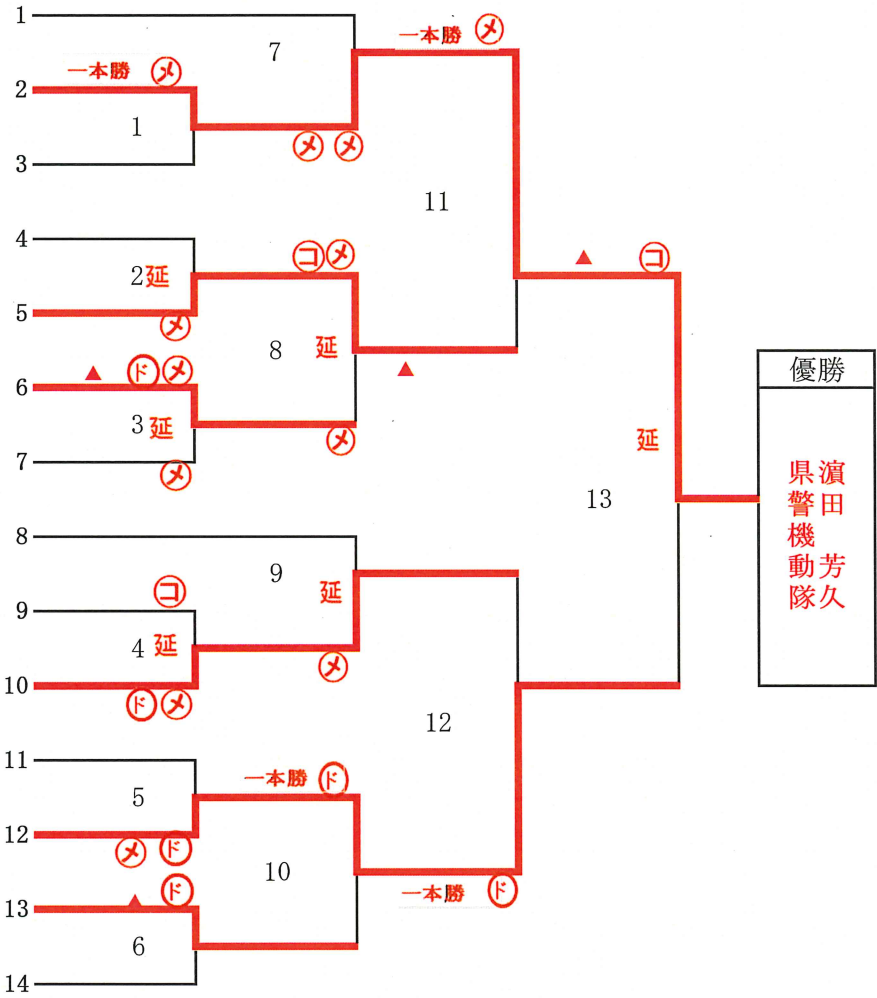 1
7
一本勝 メ
一本勝 メ
2
1
メ メ
3
11
4
コ メ
2 延
▲ コ
5
メ
8
延
▲ ド メ
▲
6
優勝
3 延
メ
延
7
メ
濵田 芳久
県警機動隊
13
8
9
延
コ
9
4 延
メ
10
ド メ
12
11
一本勝 ド
5
12
メ ド
10
一本勝 ド
▲ ド
13
6
14